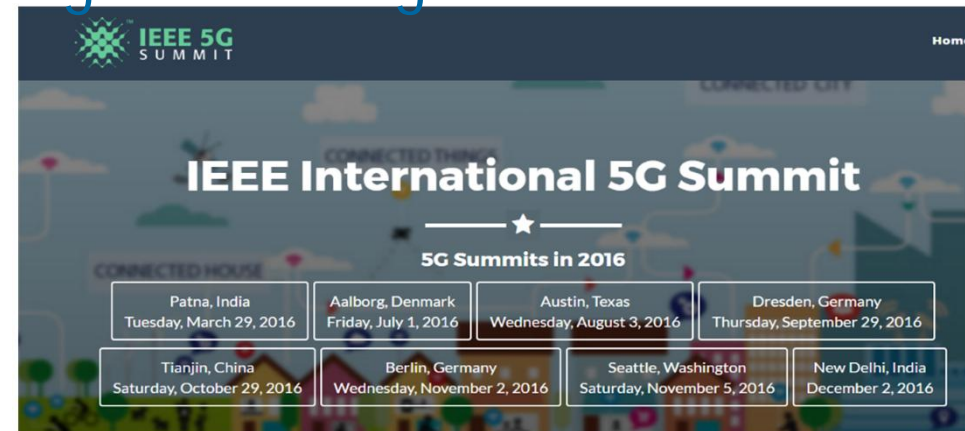 IEEE 5G
SUMMIT
Home
CONNECTED CITY
CONNECTED THINGS
IEEE International 5G Summit
5G Summits in 2016
CONNECTED HOUSE
Patna, India
Tuesday, March 29, 2016
Aalborg, Denmark
Friday, July 1, 2016
Austin, Texas
Wednesday, August 3, 2016
Dresden, Germany
Thursday, September 29, 2016
Tianjin, China
Saturday, October 29, 2016
Berlin, Germany
Wednesday, November 2, 2016
Seattle, Washington
Saturday, November 5, 2016
New Delhi, India
December 2, 2016